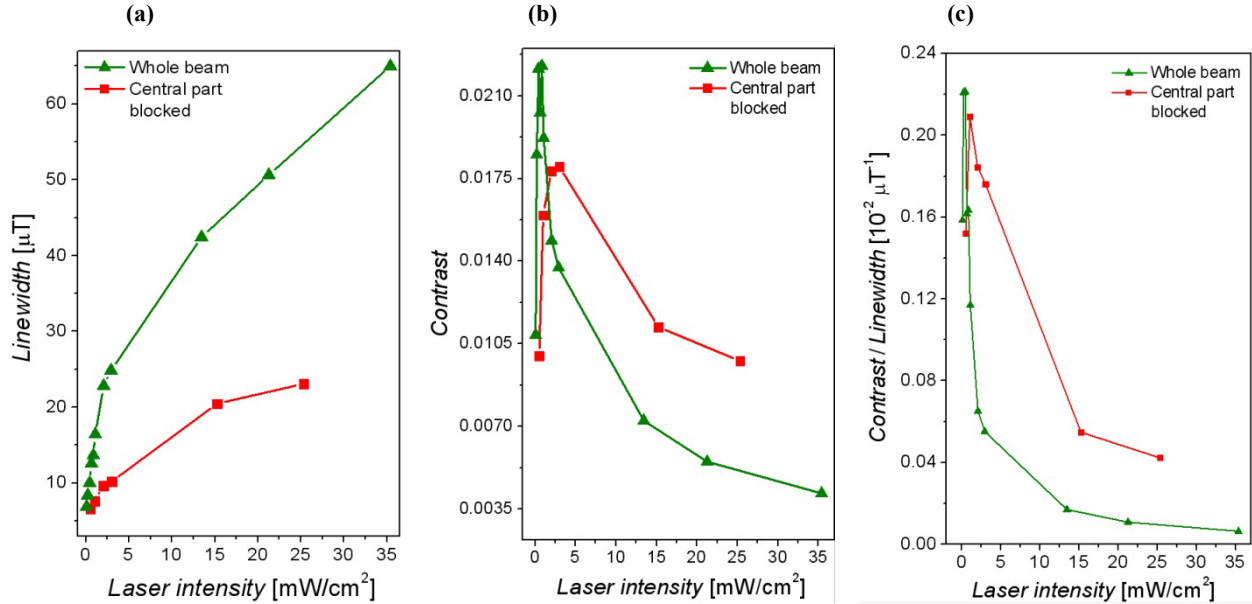 (a)
(b)
(c)
Whole beam
Central part
blocked
Linewidth [μT]
60
50
40
30
20
10
0 5 10 15 20 25 30 35
Laser intensity [mW/cm²]
Whole beam
Central part
blocked
Contrast
0.0210
0.0175
0.0140
0.0105
0.0070
0.0035
0 5 10 15 20 25 30 35
Laser intensity [mW/cm²]
Whole beam
Central part
blocked
Contrast / Linewidth [10⁻² μT⁻¹]
0.24
0.20
0.16
0.12
0.08
0.04
0.00
0 5 10 15 20 25 30 35
Laser intensity [mW/cm²]